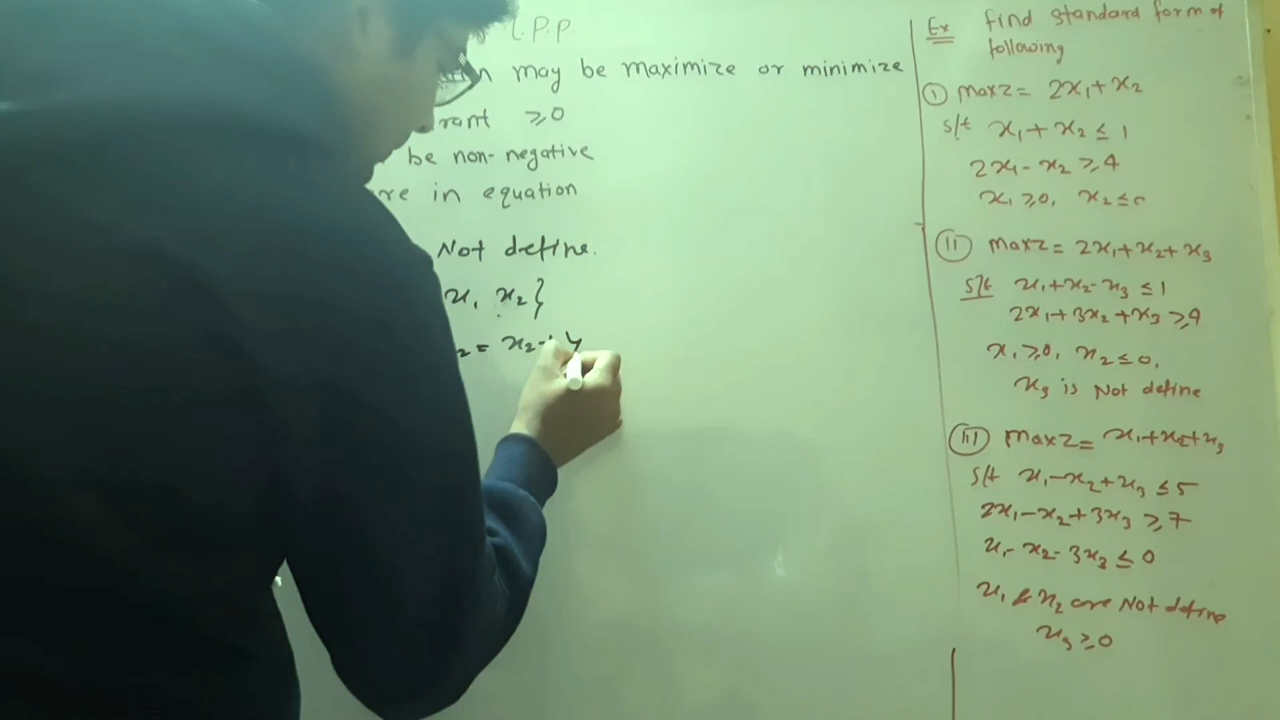 L.P.P.
may be maximize or minimize
≥0
be non-negative
in equation
Not define.
x₁ x₂}
₂ = x₂
Ex find standard form of
following
(I) max z = 2x₁+x₂
s/t x₁+x₂ ≤ 1
2x₁-x₂ ≥ 4
x₁ ≥0, x₂ ≤ 0
(II) max z = 2x₁+x₂+x₃
s/t x₁+x₂-x₃ ≤ 1
2x₁+3x₂+x₃ ≥ 4
x₁ ≥0, x₂ ≤ 0,
x₃ is Not define
(III) max z = x₁+x₂+x₃
s/t x₁-x₂+x₃ ≤ 5
2x₁-x₂+3x₃ ≥ 7
x₁-x₂-3x₃ ≤ 0
x₁ & x₂ are Not define
x₃ ≥ 0